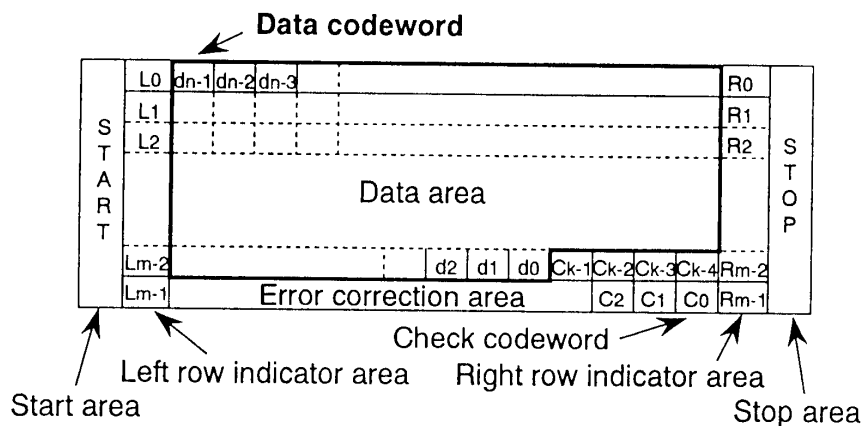 Data codeword
L0 dn-1 dn-2 dn-3 R0
L1 R1
L2 R2
START
STOP
Data area
Lm-2 d2 d1 d0 Ck-1 Ck-2 Ck-3 Ck-4 Rm-2
Lm-1 Error correction area C2 C1 C0 Rm-1
Check codeword
Left row indicator area Right row indicator area
Start area Stop area